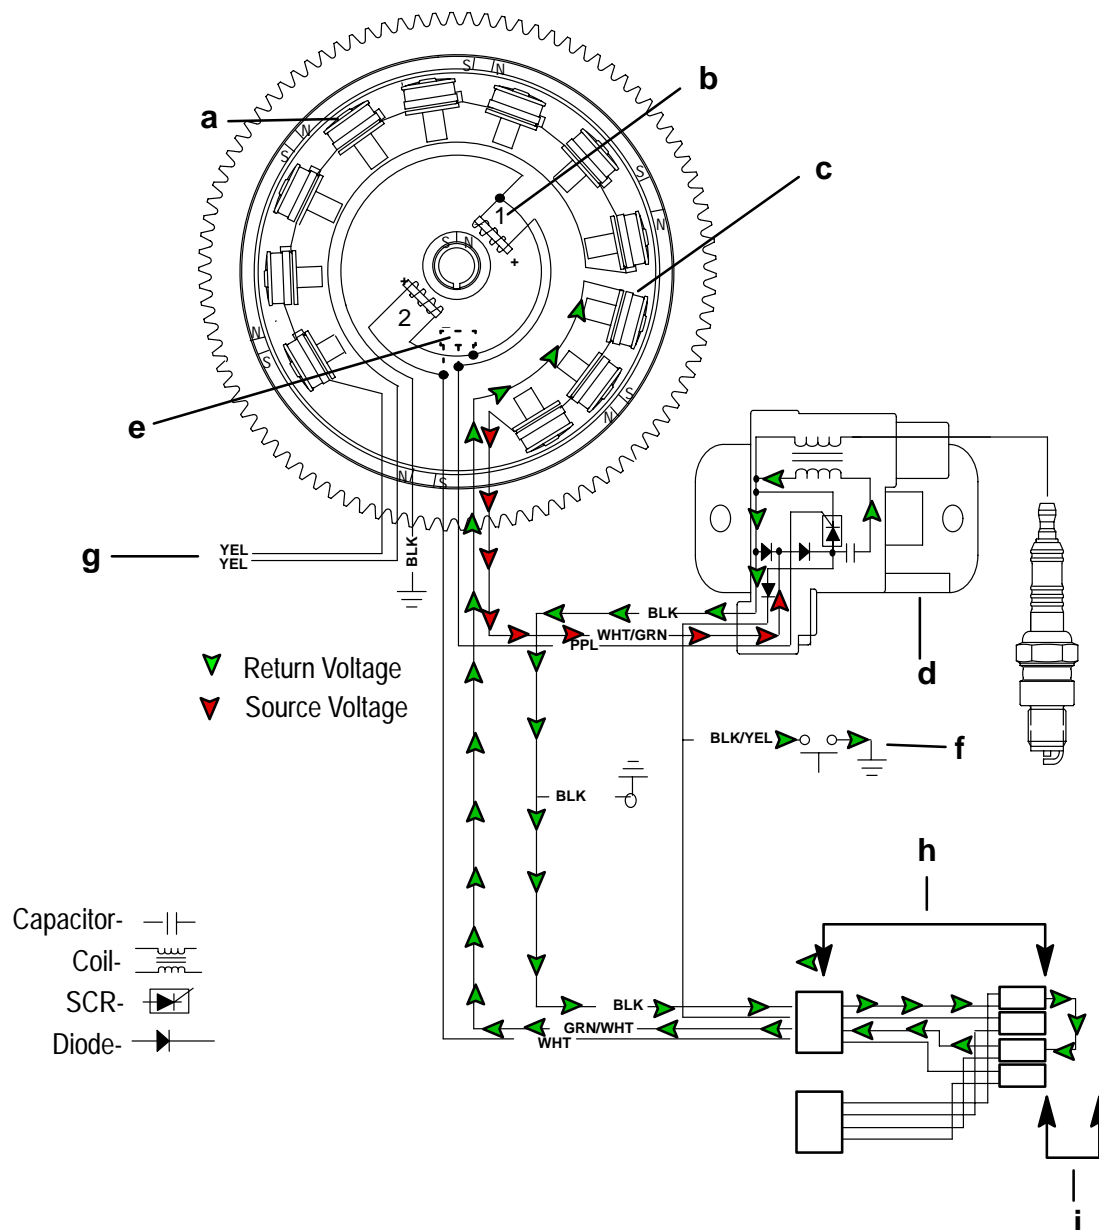 a
b
c
S N
N
S
S
N
S
N
N
S
S
N
N S
1
S N
+
+
2
e
YEL
YEL
g
BLK
d
BLK
WHT/GRN
PPL
Return Voltage
Source Voltage
BLK/YEL
f
BLK
h
Capacitor-
Coil-
SCR-
Diode-
BLK
GRN/WHT
WHT
i